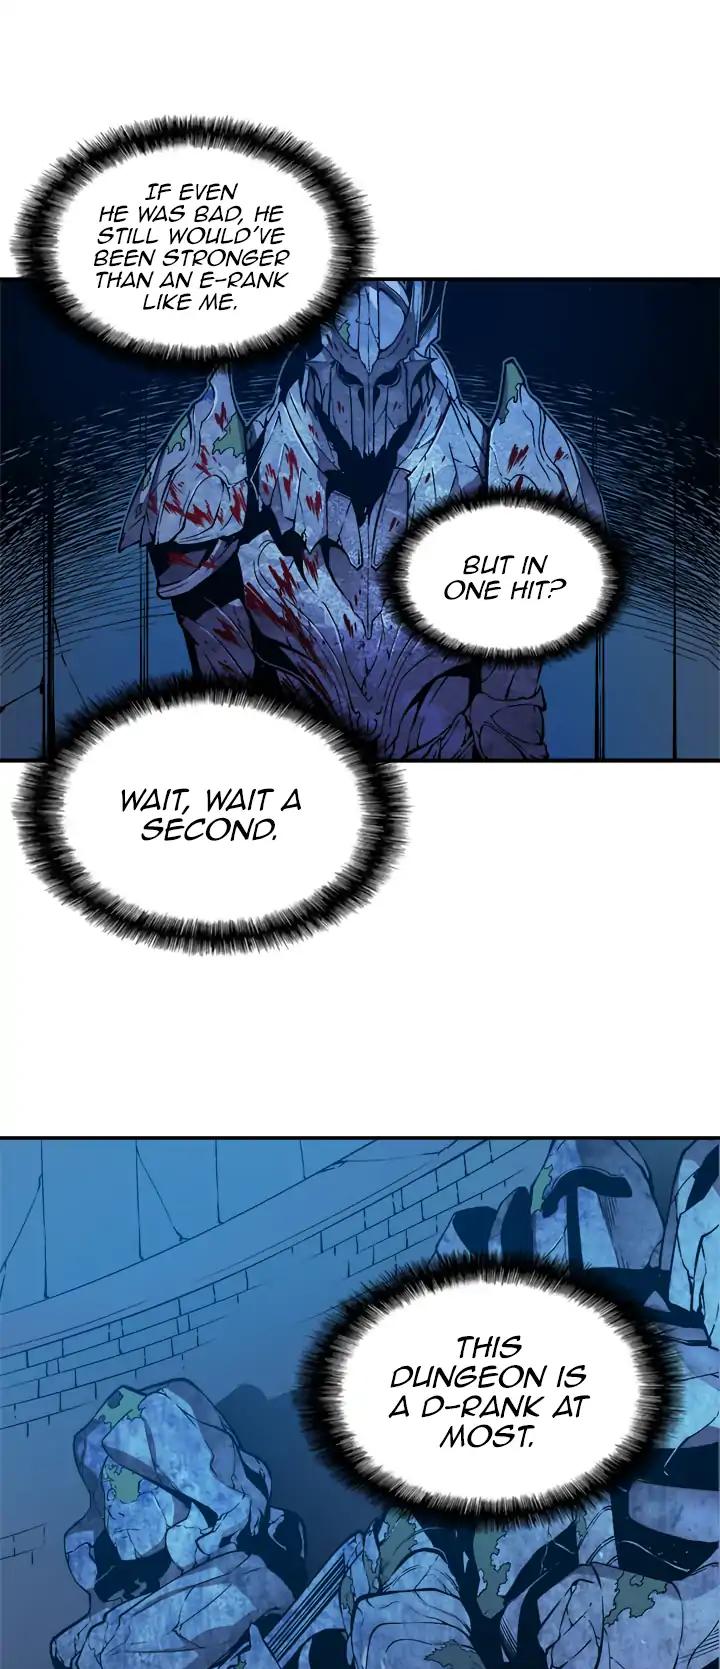 IF EVEN
HE WAS BAD, HE
STILL WOULD'VE
BEEN STRONGER
THAN AN E-RANK
LIKE ME.
BUT IN
ONE HIT?
WAIT, WAIT A
SECOND.
THIS
DUNGEON IS
A D-RANK AT
MOST.